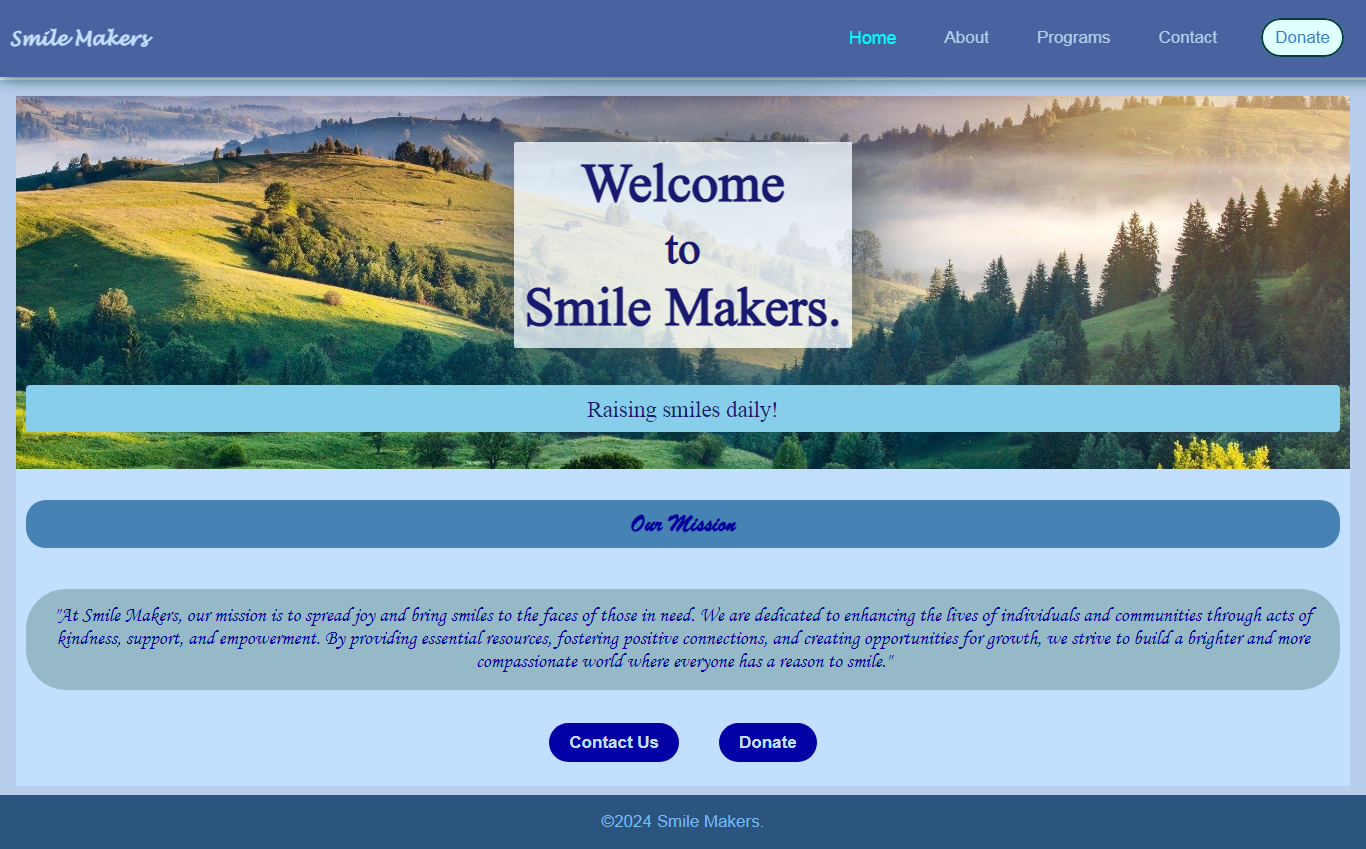 Smile Makers
Home About Programs Contact Donate
Welcome
to
Smile Makers.
Raising smiles daily!
Our Mission
"At Smile Makers, our mission is to spread joy and bring smiles to the faces of those in need. We are dedicated to enhancing the lives of individuals and communities through acts of
kindness, support, and empowerment. By providing essential resources, fostering positive connections, and creating opportunities for growth, we strive to build a brighter and more
compassionate world where everyone has a reason to smile."
Contact Us Donate
©2024 Smile Makers.